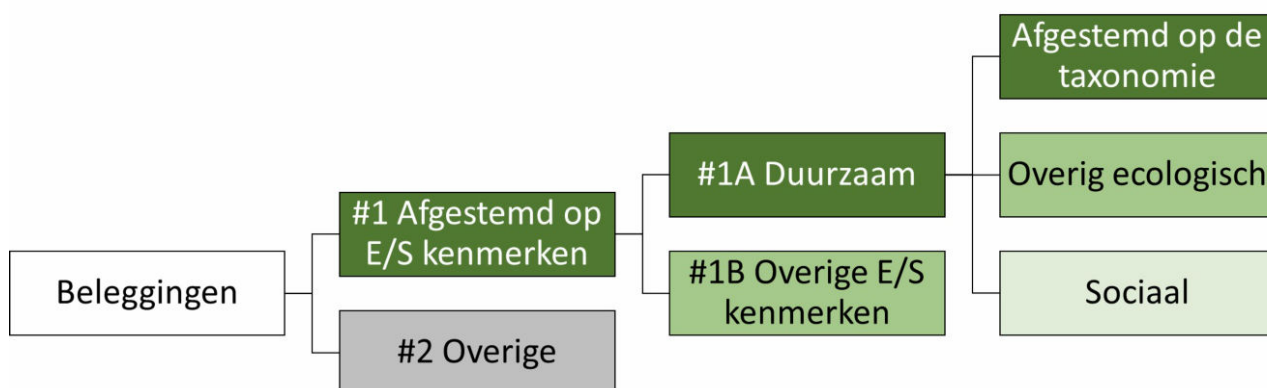 Beleggingen
#1 Afgestemd op
E/S kenmerken
#2 Overige
#1A Duurzaam
#1B Overige E/S
kenmerken
Afgestemd op de
taxonomie
Overig ecologisch
Sociaal